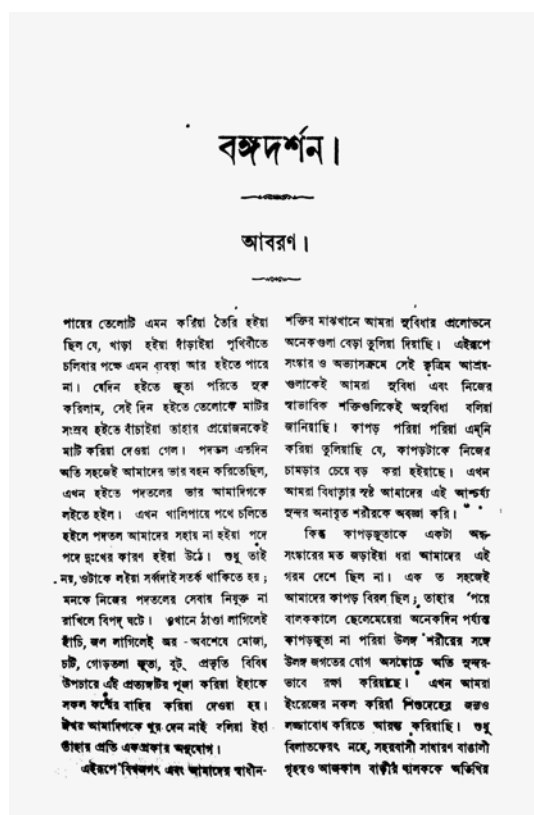 বঙ্গদর্শন।
আবরণ।
পায়ের তেলোটি এমন করিয়া তৈরি হইয়া
ছিল যে, খাড়া হইয়া দাঁড়াইয়া পৃথিবীতে
চলিবার পক্ষে এমন ব্যবস্থা আর হইতে পারে
না। যেদিন হইতে জুতা পরিতে সুরু
করিলাম, সেই দিন হইতে তেলোকে মাটির
সংস্রব হইতে বাঁচাইয়া তাহার প্রয়োজনকেই
মাটি করিয়া দেওয়া গেল। পদতল এতদিন
অতি সহজেই আমাদের ভার বহন করিতেছিল,
এখন হইতে পদতলের ভার আমাদিগকে
লইতে হইল। এখন খালিপায়ে পথে চলিতে
হইলে পদতল আমাদের সহায় না হইয়া পদে
পদে দুঃখের কারণ হইয়া উঠে। শুধু তাই
নয়, ওটাকে লইয়া সর্ব্বদাই সতর্ক থাকিতে হয়;
মনকে নিজের পদতলের সেবায় নিযুক্ত না
রাখিলে বিপদ্ ঘটে। ওখানে ঠাণ্ডা লাগিলেই
হাঁচি, জল লাগিলেই জ্বর - অবশেষে মোজা,
চটি, গোড়তলা জুতা, বুট্ প্রভৃতি বিবিধ
উপচারে এই প্রত্যঙ্গটির পূজা করিয়া ইহাকে
সকল কর্ম্মের বাহির করিয়া দেওয়া হয়।
ঈশ্বর আমাদিগকে খুর দেন নাই বলিয়া ইহা
তাঁহার প্রতি একপ্রকার অনুযোগ।
এইরূপে বিশ্বজগৎ এবং আমাদের স্বাধীন-
শক্তির মাঝখানে আমরা সুবিধার প্রলোভনে
অনেকগুলা বেড়া তুলিয়া দিয়াছি। এইরূপে
সংস্কার ও অভ্যাসক্রমে সেই কৃত্রিম আশ্রয়-
গুলাকেই আমরা সুবিধা এবং নিজের
স্বাভাবিক শক্তিগুলিকেই অসুবিধা বলিয়া
জানিয়াছি। কাপড় পরিয়া পরিয়া এম্‌নি
করিয়া তুলিয়াছি যে, কাপড়টাকে নিজের
চামড়ার চেয়ে বড় করা হইয়াছে। এখন
আমরা বিধাতার সৃষ্ট আমাদের এই আশ্চর্য্য
সুন্দর অনাবৃত শরীরকে অবজ্ঞা করি।
কিন্তু কাপড়জুতাকে একটা অন্ধ-
সংস্কারের মত জড়াইয়া ধরা আমাদের এই
গরম দেশে ছিল না। এক ত সহজেই
আমাদের কাপড় বিরল ছিল; তাহার পরে
বালককালে ছেলেমেয়েরা অনেকদিন পর্য্যন্ত
কাপড়জুতা না পরিয়া উলঙ্গ শরীরের সঙ্গে
উলঙ্গ জগতের যোগ অসঙ্কোচে অতি সুন্দর-
ভাবে রক্ষা করিয়াছে। এখন আমরা
ইংরেজের নকল করিয়া শিশুদেহের জন্যও
লজ্জাবোধ করিতে আরম্ভ করিয়াছি। শুধু
বিলাতফেরৎ নহে, সহরবাসী সাধারণ বাঙালী
গৃহস্থও আজকাল বাড়ীর বালককে অতিথির